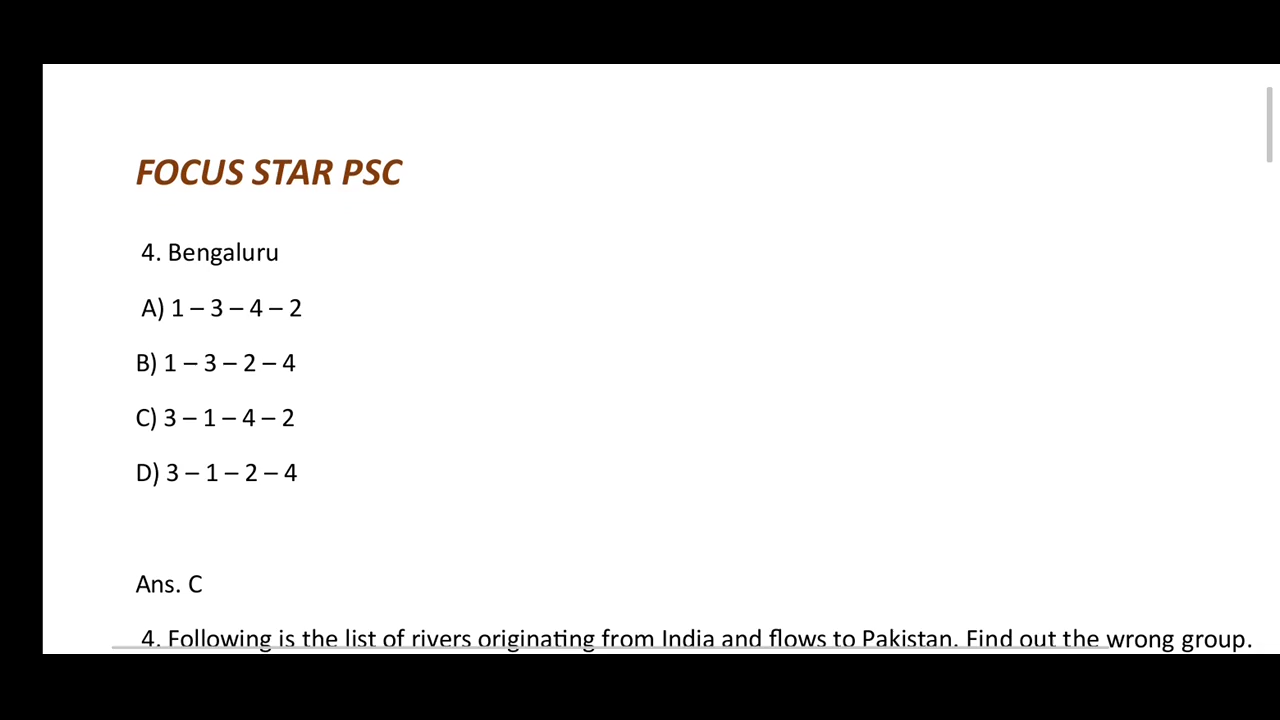 FOCUS STAR PSC
4. Bengaluru
A) 1 – 3 – 4 – 2
B) 1 – 3 – 2 – 4
C) 3 – 1 – 4 – 2
D) 3 – 1 – 2 – 4
Ans. C
4. Following is the list of rivers originating from India and flows to Pakistan. Find out the wrong group.